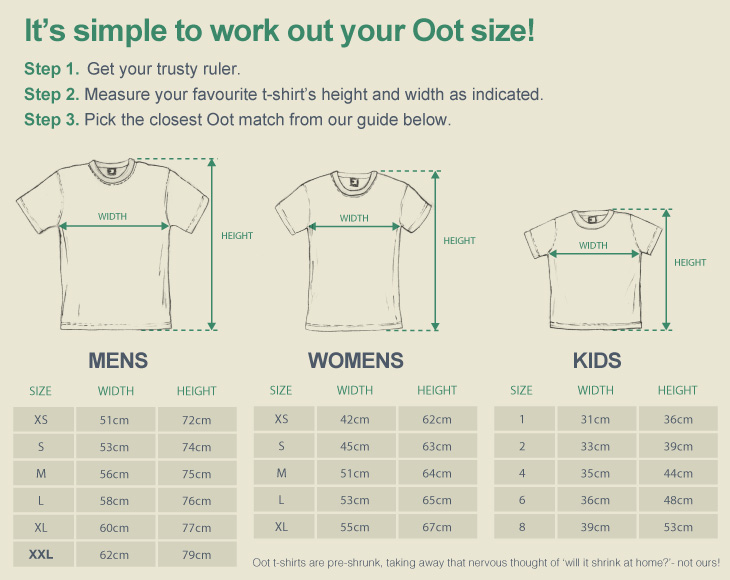 It's simple to work out your Oot size!
Step 1. Get your trusty ruler.
Step 2. Measure your favourite t-shirt's height and width as indicated.
Step 3. Pick the closest Oot match from our guide below.
WIDTH
HEIGHT
WIDTH
HEIGHT
WIDTH
HEIGHT
MENS
SIZE WIDTH HEIGHT
XS 51cm 72cm
S 53cm 74cm
M 56cm 75cm
L 58cm 76cm
XL 60cm 77cm
XXL 62cm 79cm
WOMENS
SIZE WIDTH HEIGHT
XS 42cm 62cm
S 45cm 63cm
M 51cm 64cm
L 53cm 65cm
XL 55cm 67cm
KIDS
SIZE WIDTH HEIGHT
1 31cm 36cm
2 33cm 39cm
4 35cm 44cm
6 36cm 48cm
8 39cm 53cm
Oot t-shirts are pre-shrunk, taking away that nervous thought of 'will it shrink at home?'- not ours!